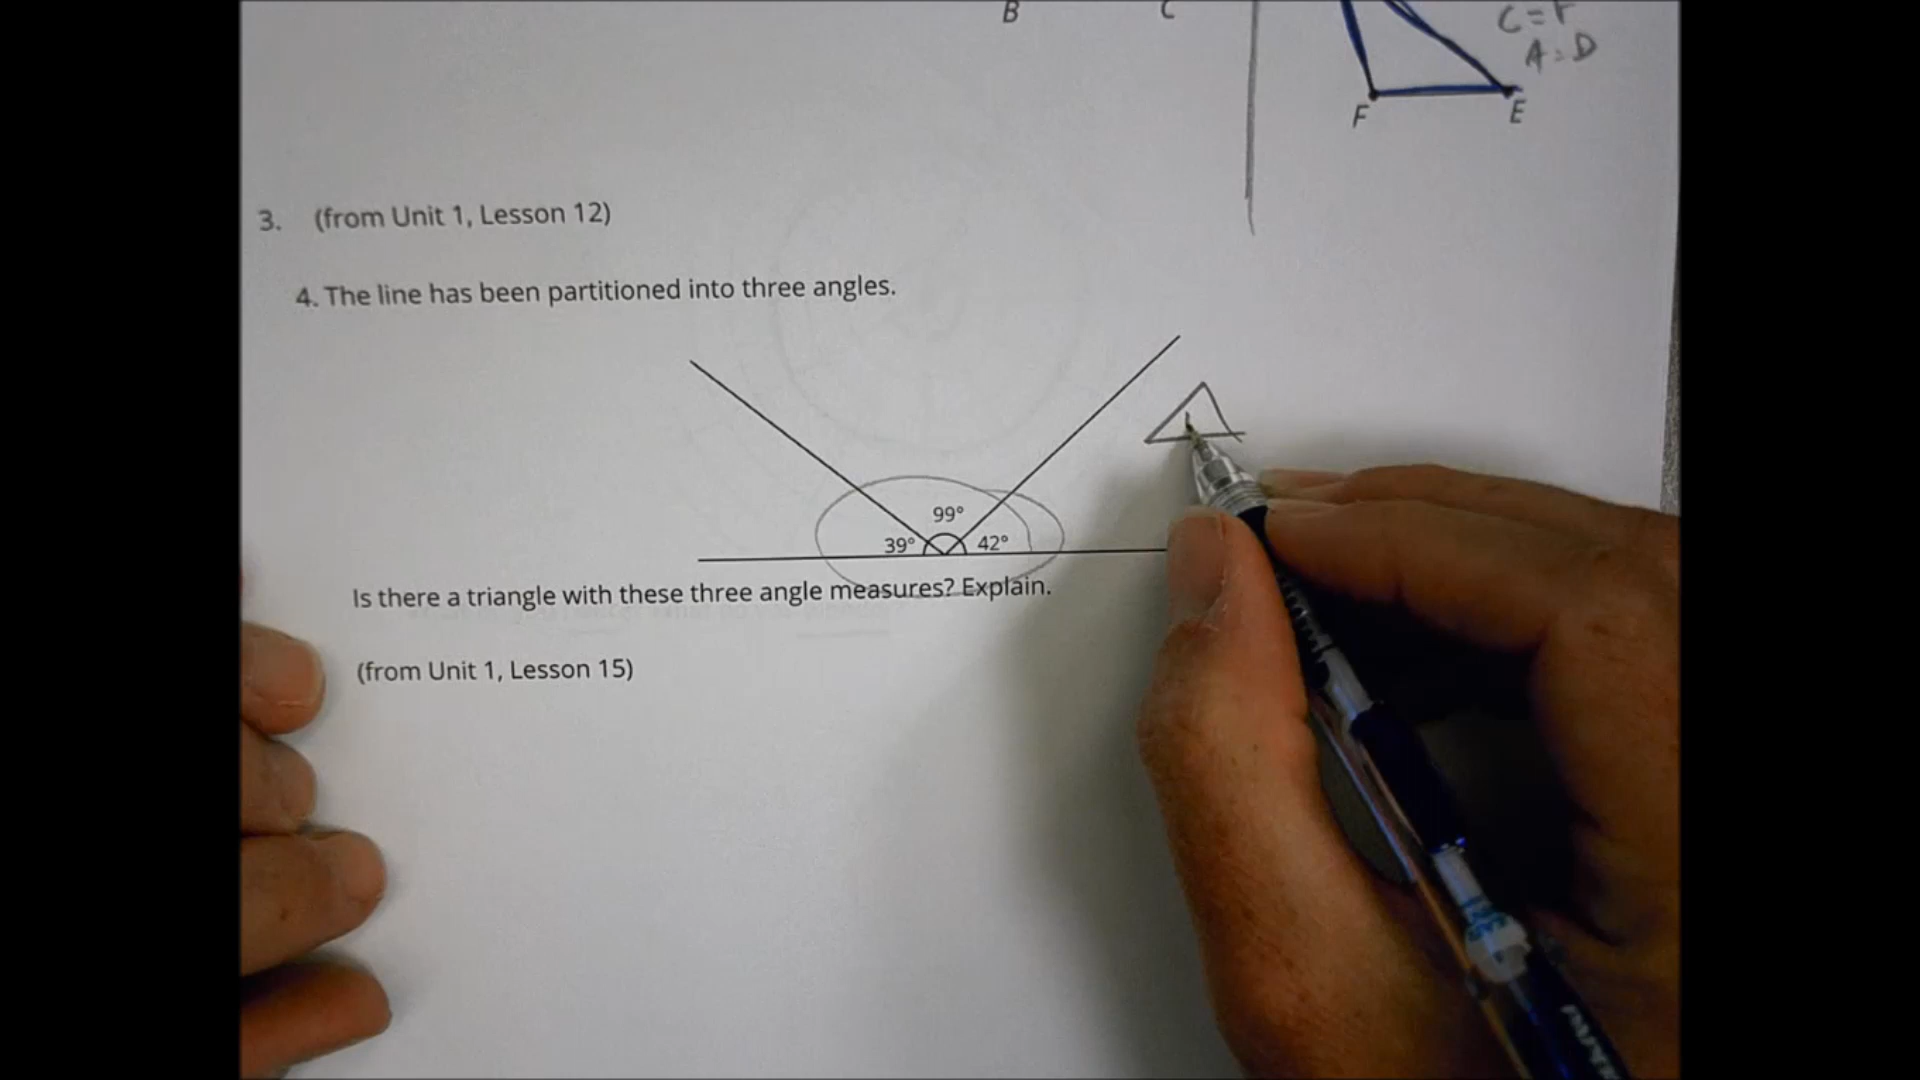 B C
C = F
A = D
F E
3. (from Unit 1, Lesson 12)
4. The line has been partitioned into three angles.
99°
39° 42°
Is there a triangle with these three angle measures? Explain.
(from Unit 1, Lesson 15)